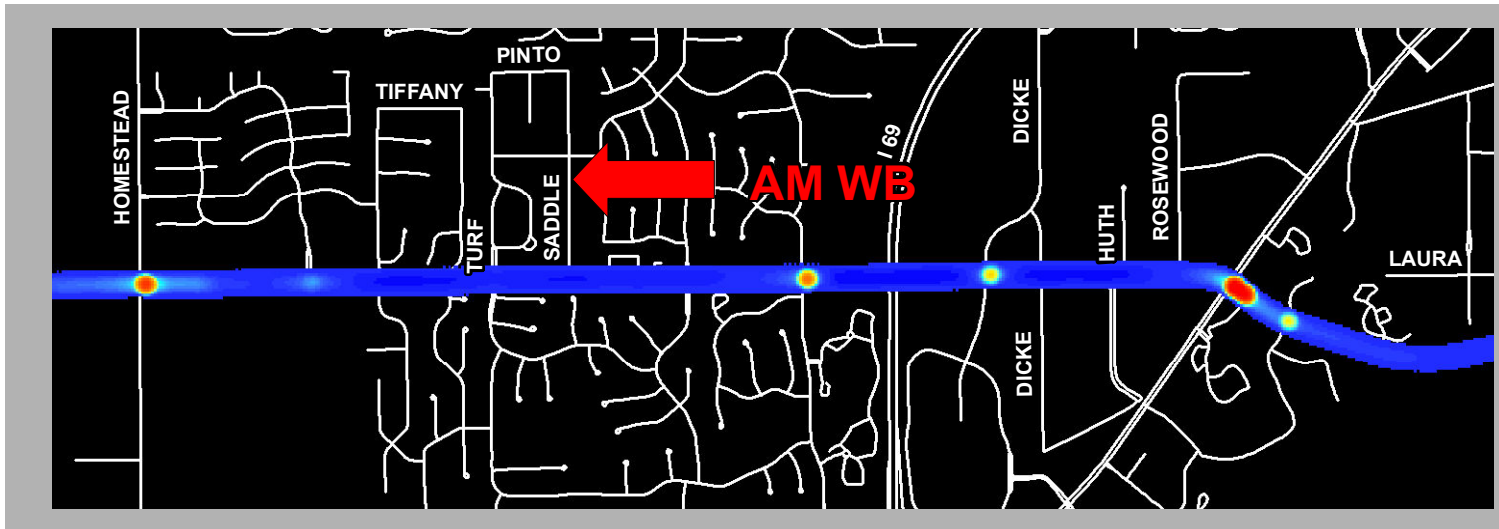 PINTO
TIFFANY
HOMESTEAD
I 69
DICKE
ROSEWOOD
AM WB
SADDLE
TURF
HUTH
LAURA
DICKE